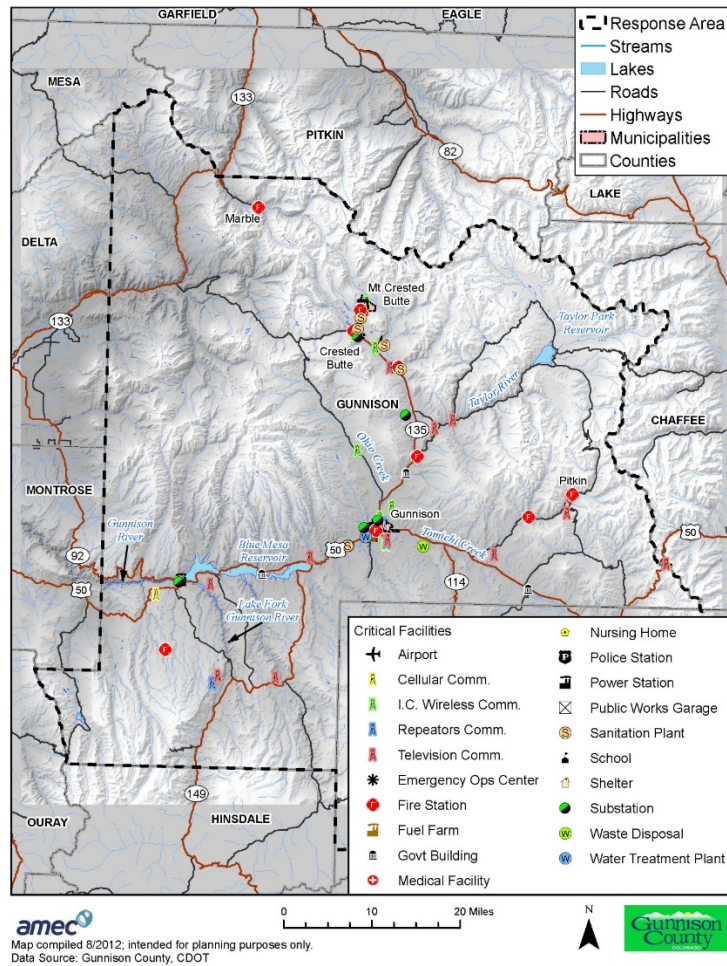 GARFIELD
EAGLE
MESA
133
PITKIN
82
LAKE
Response Area
Streams
Lakes
Roads
Highways
Municipalities
Counties
Marble
DELTA
133
Mt Crested
Butte
Crested
Butte
Taylor Park
Reservoir
Taylor River
GUNNISON
135
CHAFFEE
Ohio Creek
Pitkin
MONTROSE
Gunnison
River
Gunnison
Blue Mesa
Reservoir
50
Tomichi Creek
50
92
50
114
Lake Fork
Gunnison River
149
OURAY
HINSDALE
Critical Facilities
Airport
Cellular Comm.
I.C. Wireless Comm.
Repeators Comm.
Television Comm.
Emergency Ops Center
Fire Station
Fuel Farm
Govt Building
Medical Facility
Nursing Home
Police Station
Power Station
Public Works Garage
Sanitation Plant
School
Shelter
Substation
Waste Disposal
Water Treatment Plant
amec
Map compiled 8/2012; intended for planning purposes only.
Data Source: Gunnison County, CDOT
0 10 20 Miles
N
Gunnison
County
COLORADO